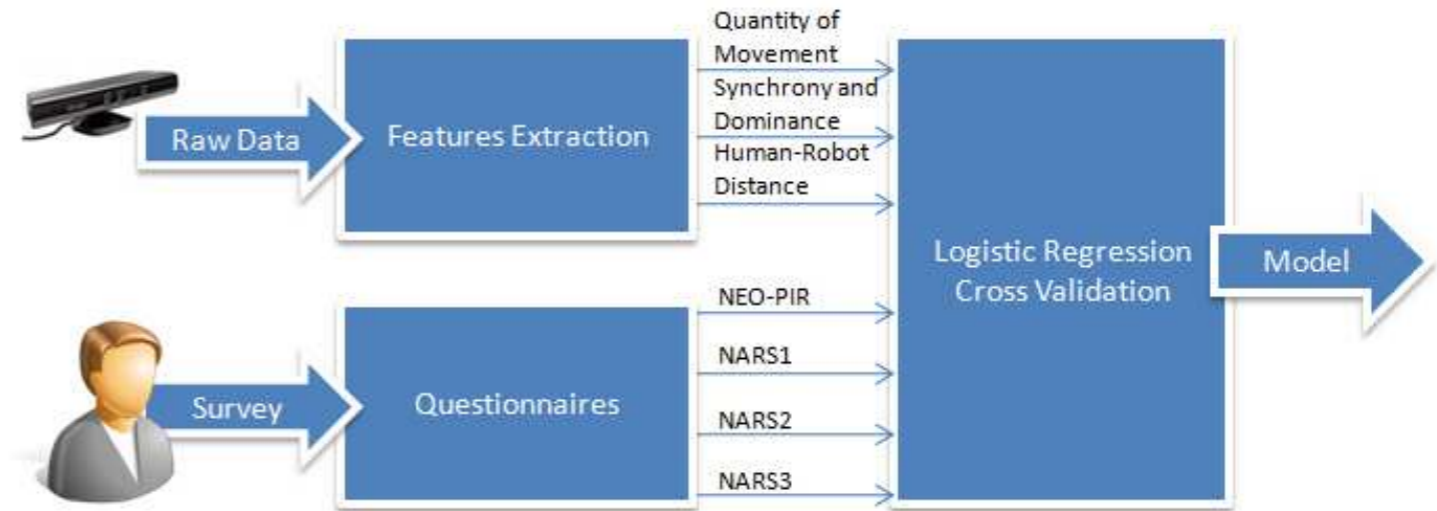 Raw Data
Features Extraction
Quantity of
Movement
Synchrony and
Dominance
Human-Robot
Distance
Survey
Questionnaires
NEO-PIR
NARS1
NARS2
NARS3
Logistic Regression
Cross Validation
Model